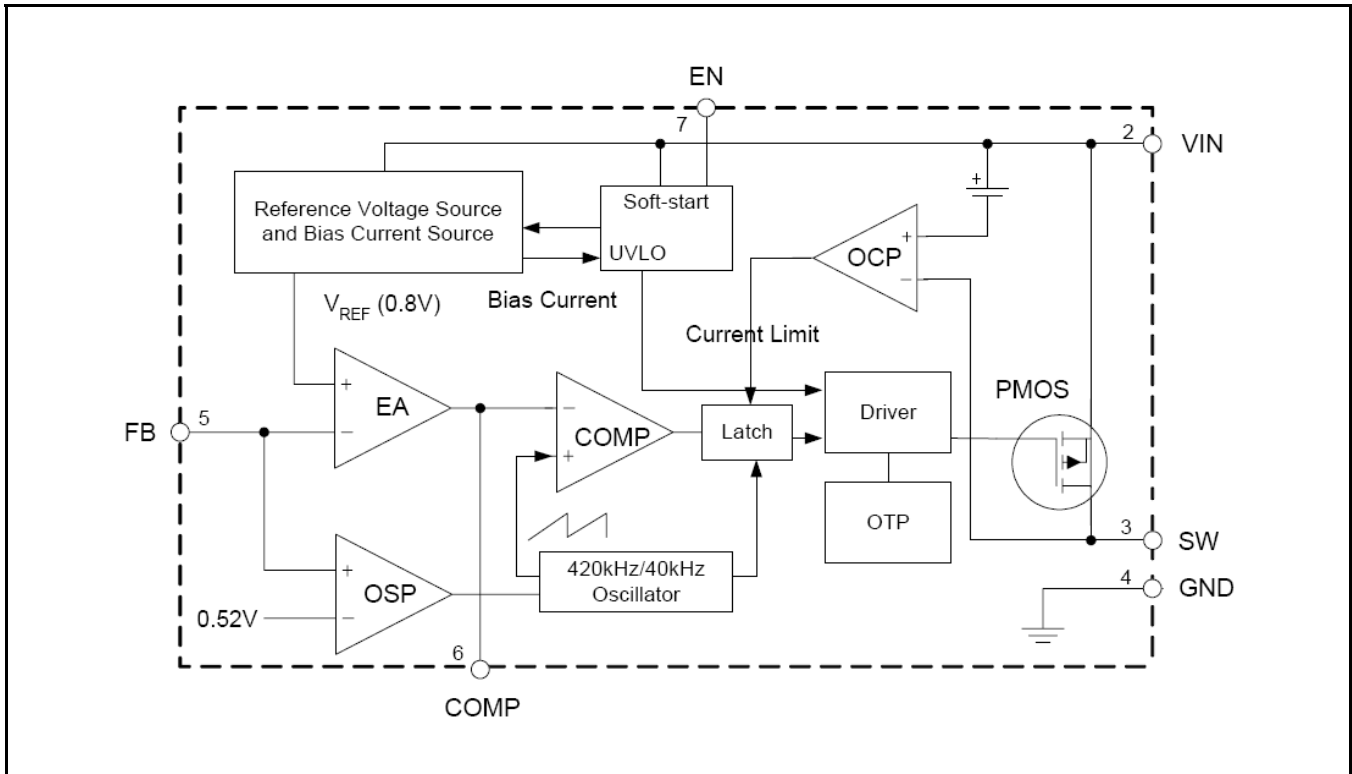 EN
7
2
VIN
+
Reference Voltage Source
and Bias Current Source
Soft-start
UVLO
+
OCP
−
V_REF (0.8V)
Bias Current
Current Limit
PMOS
+
EA
−
5
FB
−
COMP
+
Latch
Driver
OTP
3
SW
420kHz/40kHz
Oscillator
+
OSP
−
0.52V
4
GND
6
COMP